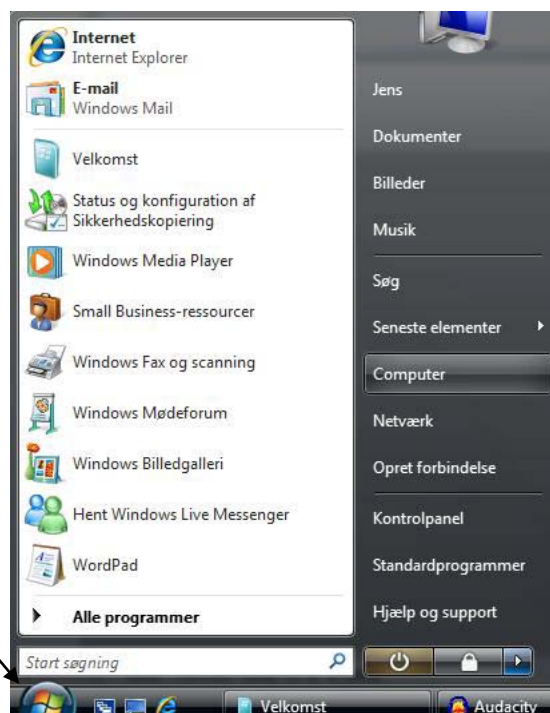 Internet
Internet Explorer
E-mail
Windows Mail
Velkomst
Status og konfiguration af
Sikkerhedskopiering
Windows Media Player
Small Business-ressourcer
Windows Fax og scanning
Windows Mødeforum
Windows Billedgalleri
Hent Windows Live Messenger
WordPad
Alle programmer
Start søgning
Jens
Dokumenter
Billeder
Musik
Søg
Seneste elementer
Computer
Netværk
Opret forbindelse
Kontrolpanel
Standardprogrammer
Hjælp og support
Velkomst
Audacity